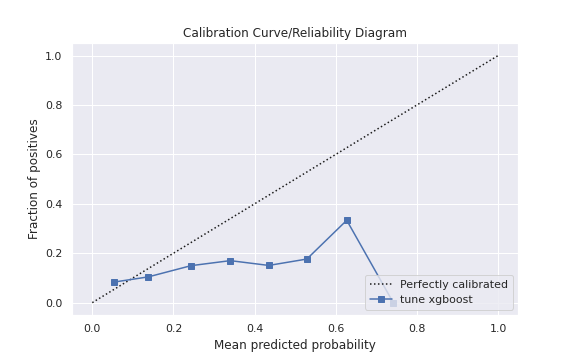 Calibration Curve/Reliability Diagram
Fraction of positives
1.0
0.8
0.6
0.4
0.2
0.0
Perfectly calibrated
tune xgboost
0.0 0.2 0.4 0.6 0.8 1.0
Mean predicted probability